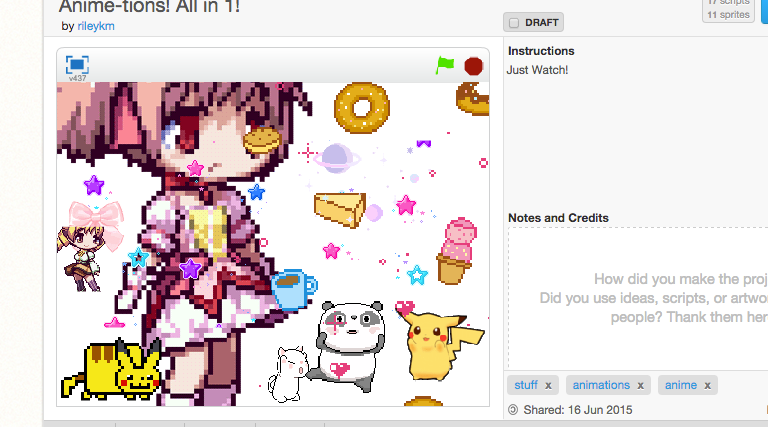 Anime-tions! All in 1!
by rileykm
v437
DRAFT
17 scripts
11 sprites
Instructions
Just Watch!
Notes and Credits
How did you make the proj
Did you use ideas, scripts, or artwo
people? Thank them her
stuff x
animations x
anime x
Shared: 16 Jun 2015